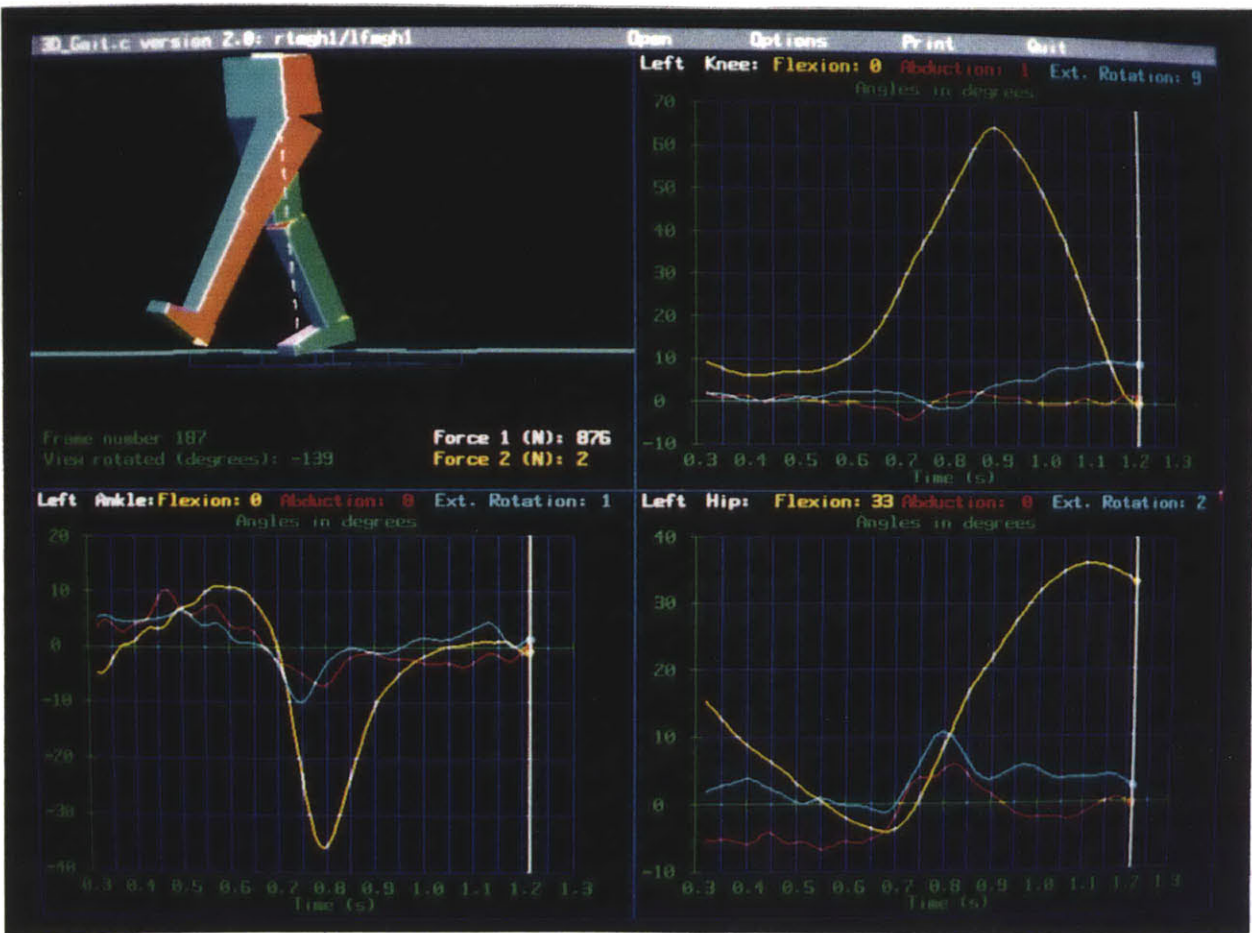 3D_Gait.c version 2.0: rtmgh1/lfmgh1 Open Options Print Quit
Frame number 187
View rotated (degrees): -139
Force 1 (N): 876
Force 2 (N): 2
Left Knee: Flexion: 0 Abduction: 1 Ext. Rotation: 9
Angles in degrees
70
60
50
40
30
20
10
0
-10
0.3 0.4 0.5 0.6 0.7 0.8 0.9 1.0 1.1 1.2 1.3
Time (s)
Left Ankle: Flexion: 0 Abduction: 0 Ext. Rotation: 1
Angles in degrees
20
10
0
-10
-20
-30
-40
0.3 0.4 0.5 0.6 0.7 0.8 0.9 1.0 1.1 1.2 1.3
Time (s)
Left Hip: Flexion: 33 Abduction: 0 Ext. Rotation: 2
Angles in degrees
40
30
20
10
0
-10
0.3 0.4 0.5 0.6 0.7 0.8 0.9 1.0 1.1 1.2 1.3
Time (s)